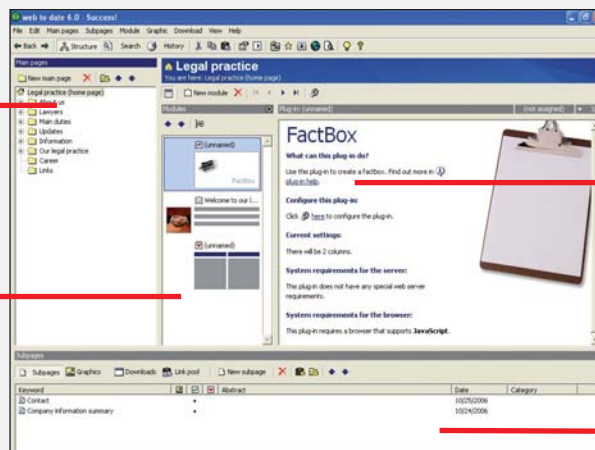 web to date 6.0 - Success!
File Edit Main pages Subpages Module Graphic Download View Help
Back Structure Search History
Main pages
New main page
Legal practice (home page)
About us
Lawyers
Main duties
Updates
Information
Our legal practice
Career
Links
Legal practice
You are here: Legal practice (home page)
New module
Modules
(unnamed)
FactBox
Welcome to our l...
(unnamed)
Plug-in: (unnamed)
(not assigned)
FactBox
What can this plug-in do?
Use this plug-in to create a factbox. Find out more in
plug-in help.
Configure this plug-in:
Click here to configure the plug-in.
Current settings:
There will be 2 columns.
System requirements for the server:
This plug-in does not have any special web server
requirements.
System requirements for the browser:
This plug-in requires a browser that supports JavaScript.
Subpages
Subpages Graphics Downloads Link pool New subpage
Keyword Abstract Date Category
Contact 10/25/2006
Company information summary 10/24/2006